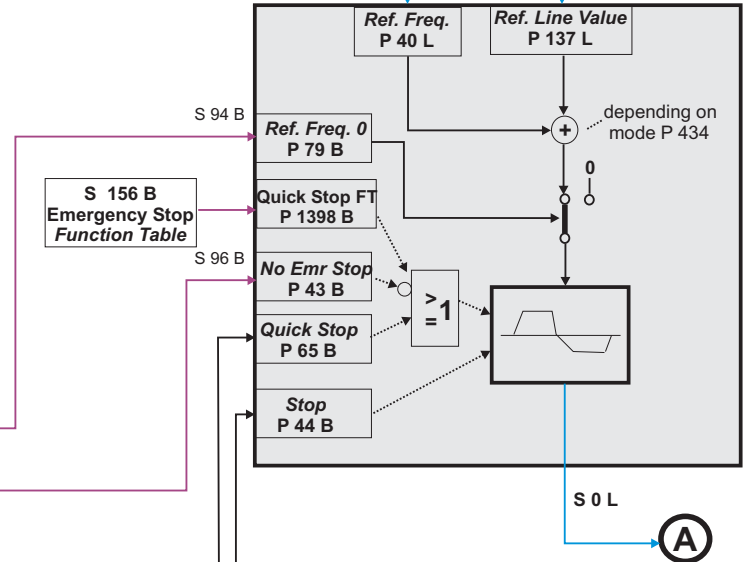 Ref. Freq.
P 40 L
Ref. Line Value
P 137 L
S 94 B
Ref. Freq. 0
P 79 B
+
depending on
mode P 434
0
S 156 B
Emergency Stop
Function Table
Quick Stop FT
P 1398 B
S 96 B
No Emr Stop
P 43 B
>
=
1
Quick Stop
P 65 B
Stop
P 44 B
S 0 L
A